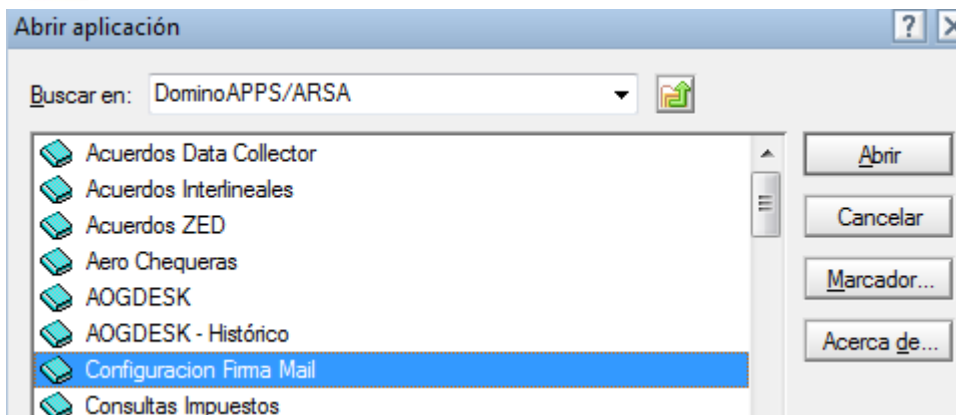 Abrir aplicación
Buscar en: DominoAPPS/ARSA
Acuerdos Data Collector
Acuerdos Interlineales
Acuerdos ZED
Aero Chequeras
AOGDESK
AOGDESK - Histórico
Configuracion Firma Mail
Consultas Impuestos
Abrir
Cancelar
Marcador...
Acerca de...